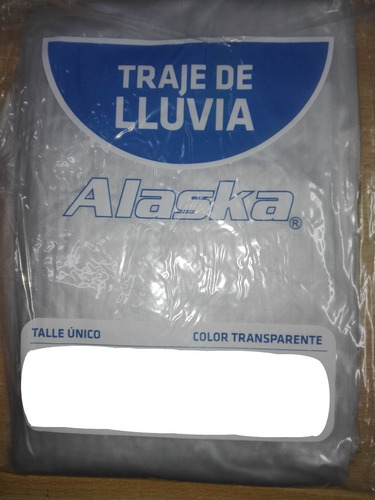 TRAJE DE
LLUVIA
Alaska®
TALLE ÚNICO COLOR TRANSPARENTE